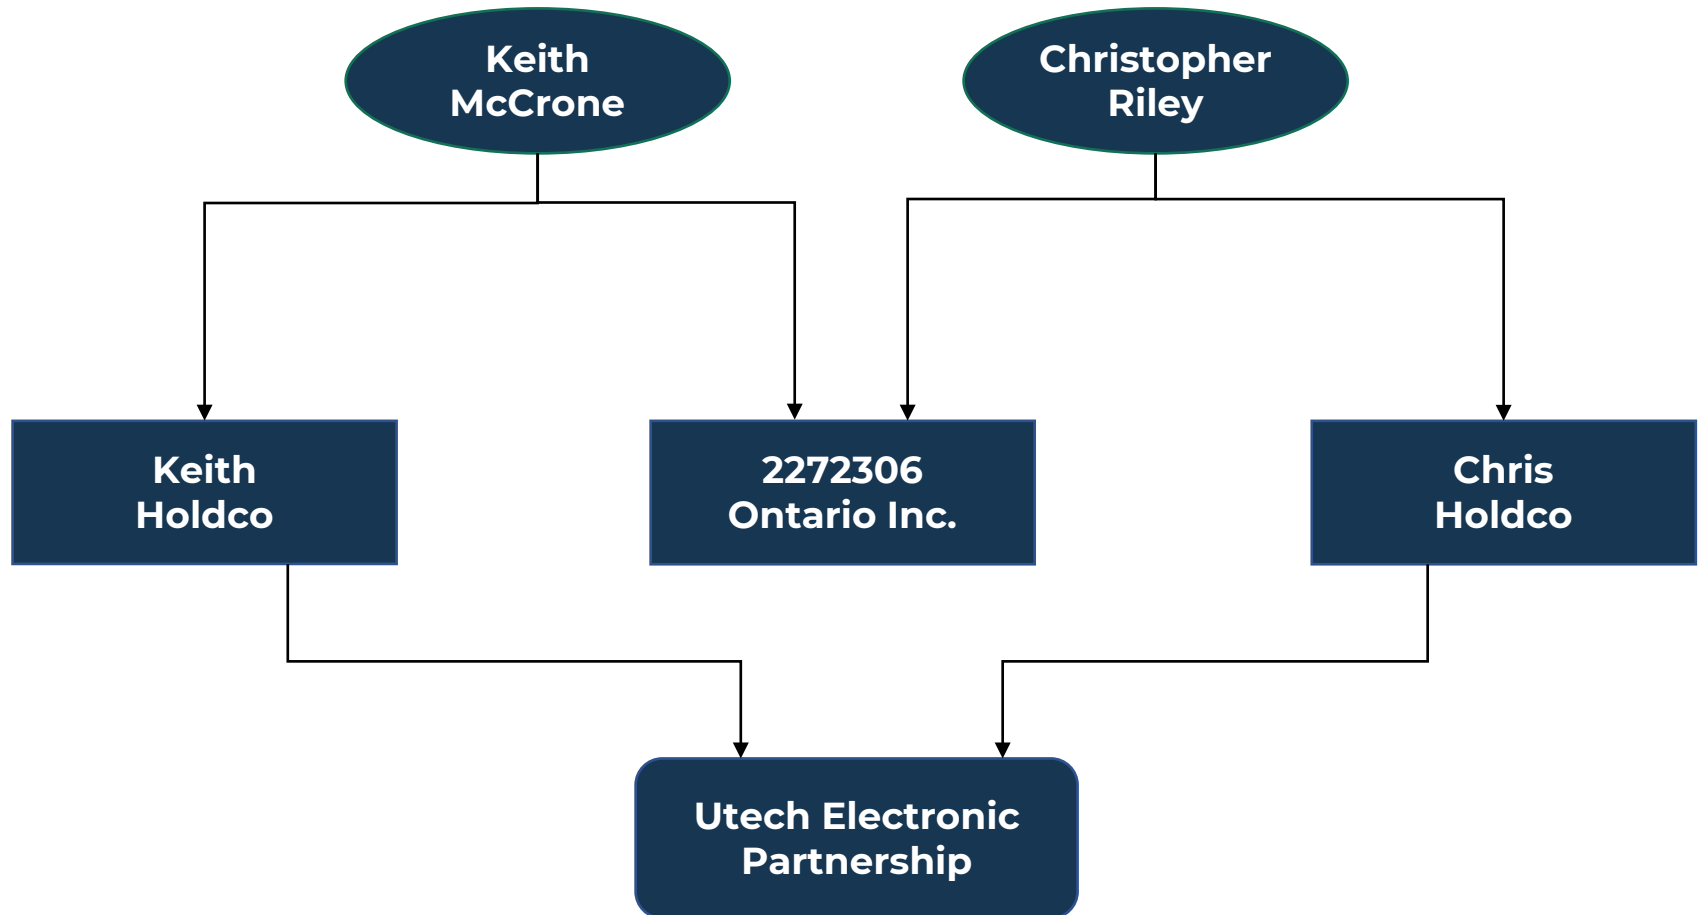 Keith
McCrone
Christopher
Riley
Keith
Holdco
2272306
Ontario Inc.
Chris
Holdco
Utech Electronic
Partnership